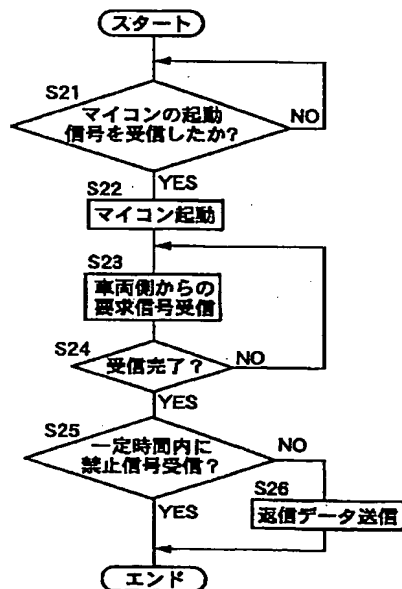 スタート
S21
マイコンの起動
信号を受信したか?
NO
YES
S22
マイコン起動
S23
車両側からの
要求信号受信
S24
受信完了?
NO
YES
S25
一定時間内に
禁止信号受信?
NO
YES
S26
返信データ送信
エンド